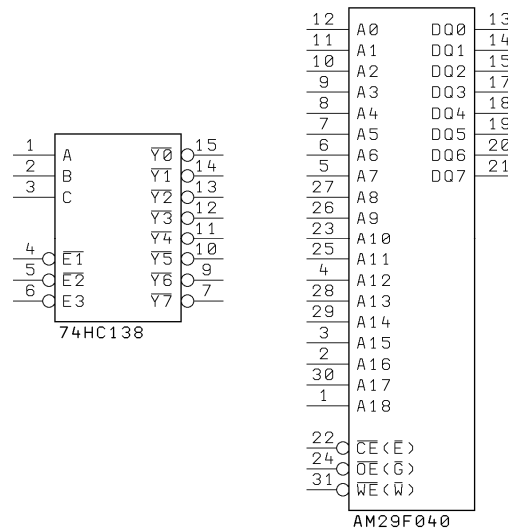 1 A Y0 15
2 B Y1 14
3 C Y2 13
Y3 12
Y4 11
4 E1 Y5 10
5 E2 Y6 9
6 E3 Y7 7
74HC138
12 A0 DQ0 13
11 A1 DQ1 14
10 A2 DQ2 15
9 A3 DQ3 17
8 A4 DQ4 18
7 A5 DQ5 19
6 A6 DQ6 20
5 A7 DQ7 21
27 A8
26 A9
23 A10
25 A11
4 A12
28 A13
29 A14
3 A15
2 A16
30 A17
1 A18
22 CE(E)
24 OE(G)
31 WE(W)
AM29F040